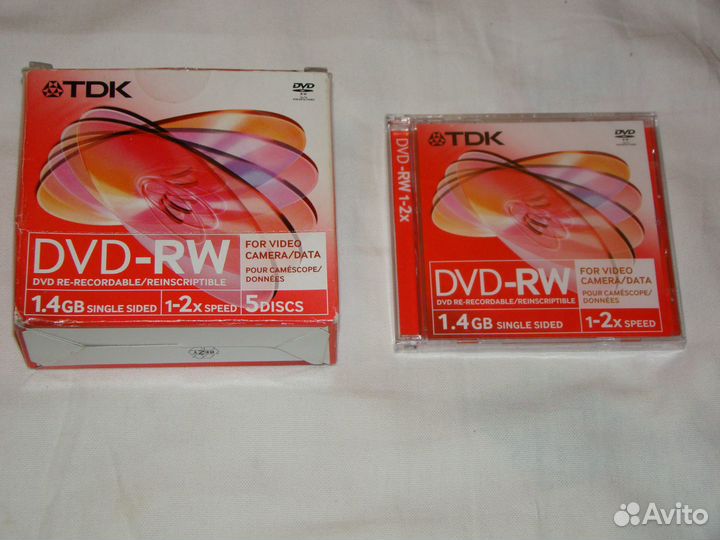 TDK
DVD
DVD-RW
DVD RE-RECORDABLE/REINSCRIPTIBLE
FOR VIDEO
CAMERA/DATA
POUR CAMÉSCOPE/
DONNÉES
1.4GB SINGLE SIDED
1-2X SPEED
5 DISCS
DVD-RW 1-2x
TDK
DVD
DVD-RW
DVD RE-RECORDABLE/REINSCRIPTIBLE
FOR VIDEO
CAMERA/DATA
POUR CAMÉSCOPE/
DONNÉES
1.4GB SINGLE SIDED
1-2X SPEED
Avito